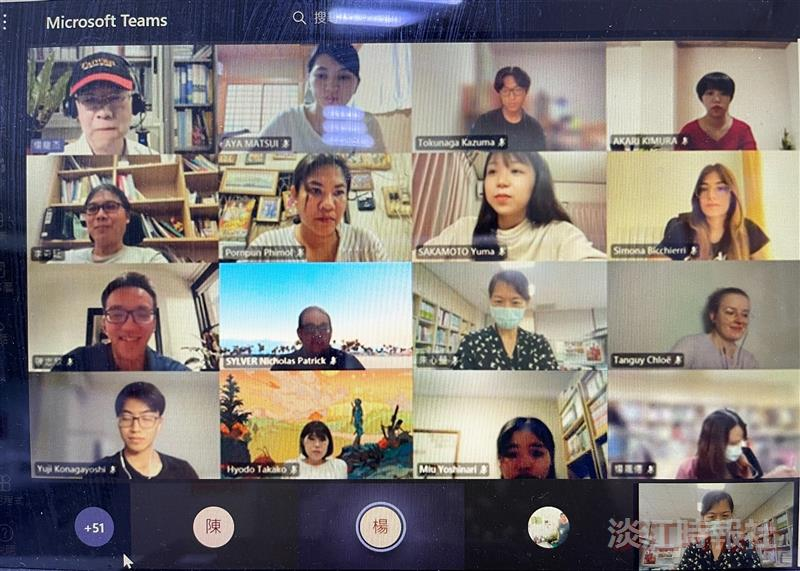 Microsoft Teams
搜
AYA MATSUI
Tokunaga Kazuma
AKARI KIMURA
Pornpun Phimol
SAKAMOTO Yuma
Simona Bicchierri
SYLVER Nicholas Patrick
Tanguy Chloé
Yuji Konagayoshi
Hyodo Takako
Miu Yoshinari
+51
陳
楊
淡江時報社